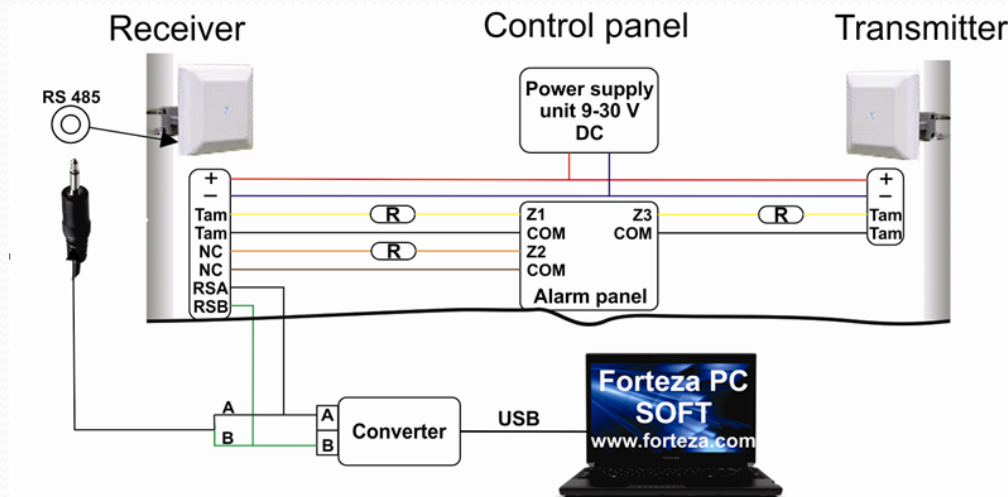 Receiver
Control panel
Transmitter
RS 485
Power supply
unit 9-30 V
DC
+
−
Tam
Tam
NC
NC
RSA
RSB
R
R
Z1
COM
Z2
COM
Z3
COM
Alarm panel
R
+
−
Tam
Tam
A
B
A
B
Converter
USB
Forteza PC
SOFT
www.forteza.com